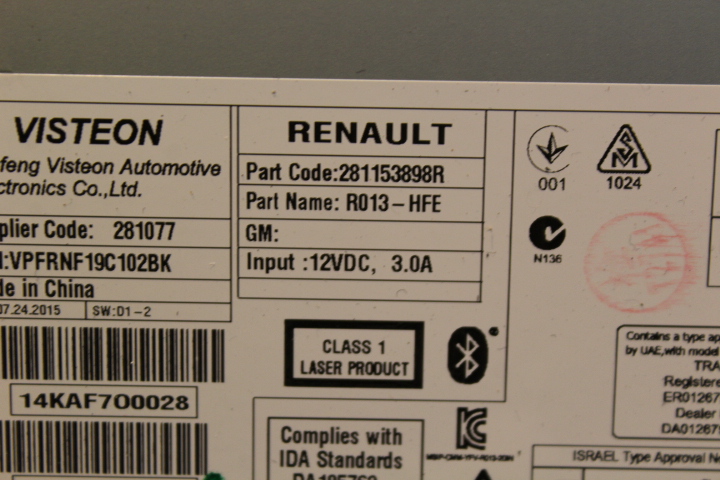 VISTEON
feng Visteon Automotive
ctronics Co.,Ltd.
plier Code: 281077
:VPFRNF19C102BK
de in China
07.24.2015 SW:01-2
14KAF700028
RENAULT
Part Code:281153898R
Part Name: R013-HFE
GM:
Input :12VDC, 3.0A
CLASS 1
LASER PRODUCT
Complies with
IDA Standards
001
SM
1024
N136
Contains a type ap
by UAE,with model
TRA
Registere
ER01267
Dealer
DA01267
ISRAEL Type Approval No